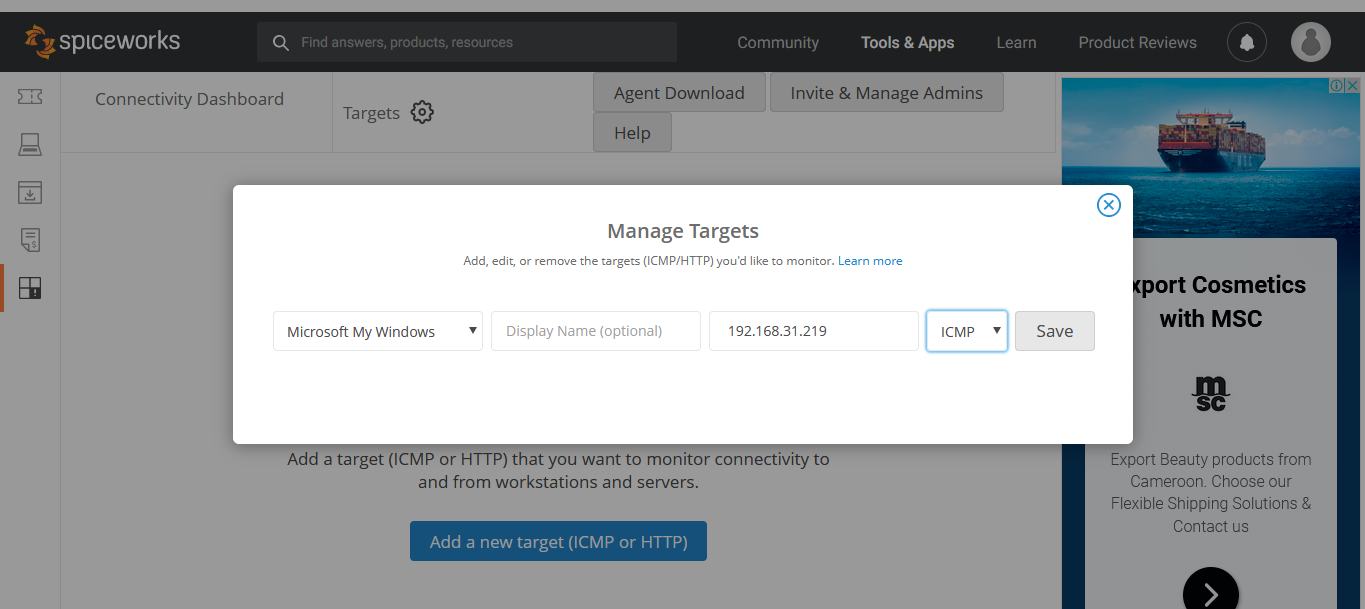 spiceworks
Find answers, products, resources
Community
Tools & Apps
Learn
Product Reviews
Connectivity Dashboard
Targets
Agent Download
Invite & Manage Admins
Help
Manage Targets
Add, edit, or remove the targets (ICMP/HTTP) you'd like to monitor. Learn more
Microsoft My Windows
Display Name (optional)
192.168.31.219
ICMP
Save
Add a target (ICMP or HTTP) that you want to monitor connectivity to
and from workstations and servers.
Add a new target (ICMP or HTTP)
xport Cosmetics
with MSC
msc
Export Beauty products from
Cameroon. Choose our
Flexible Shipping Solutions &
Contact us